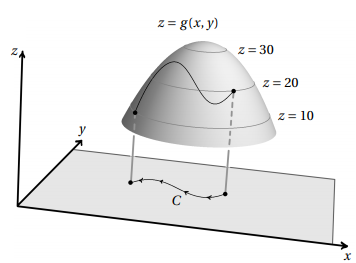 z = g(x, y)
z
z = 30
z = 20
z = 10
y
C
x